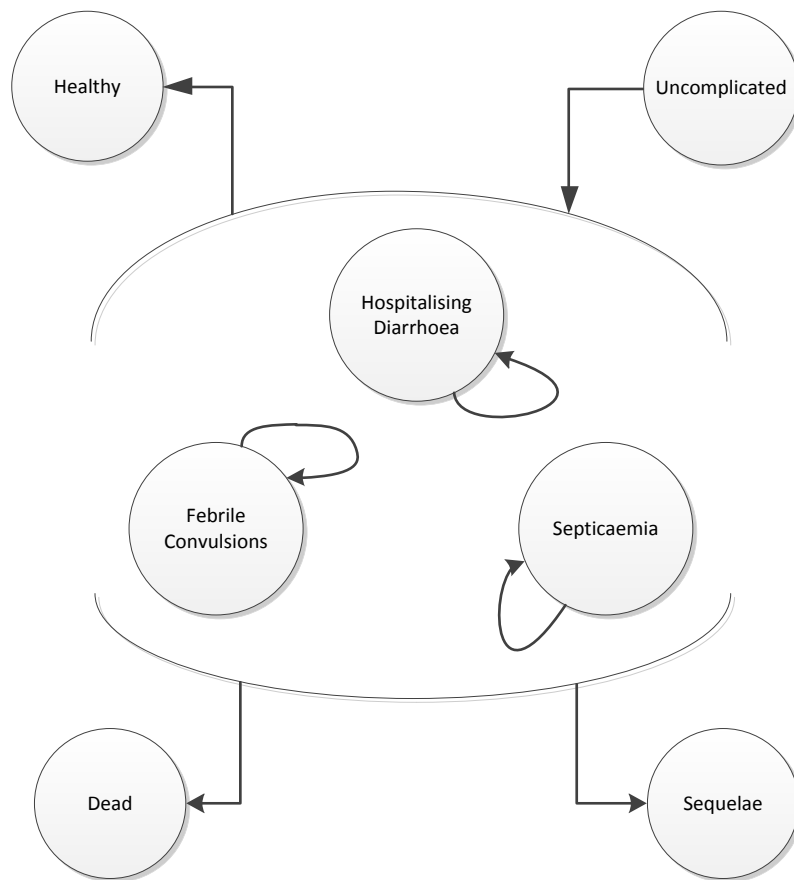 Healthy
Uncomplicated
Hospitalising
Diarrhoea
Febrile
Convulsions
Septicaemia
Dead
Sequelae